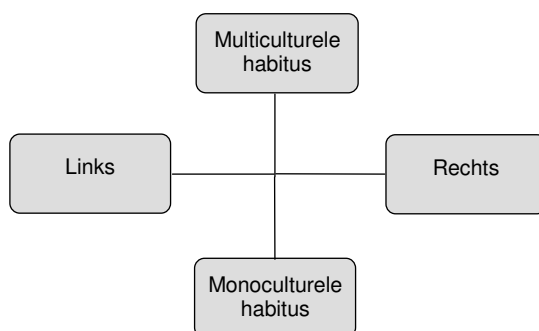 Multiculturele
habitus
Links
Rechts
Monoculturele
habitus